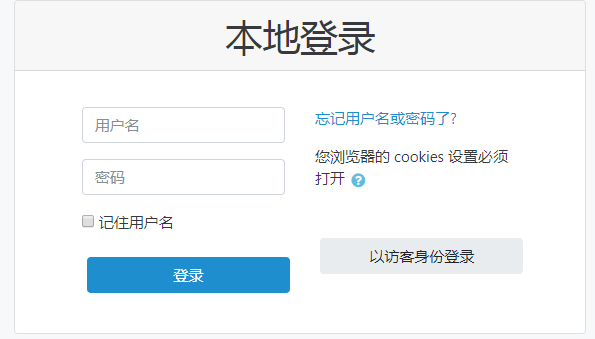 本地登录
用户名
密码
记住用户名
登录
忘记用户名或密码了?
您浏览器的 cookies 设置必须
打开
以访客身份登录